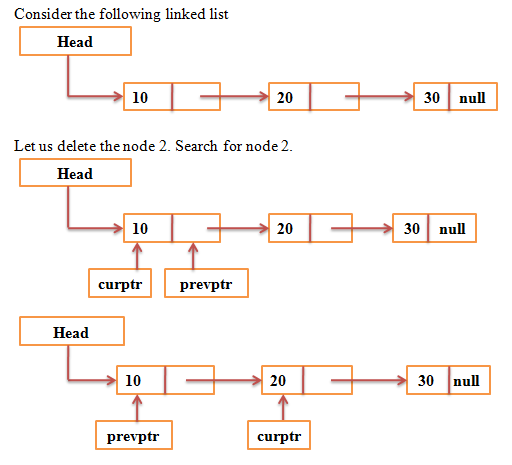 Consider the following linked list
Head
10 20 30 null
Let us delete the node 2. Search for node 2.
Head
10 20 30 null
curptr prevptr
Head
10 20 30 null
prevptr curptr